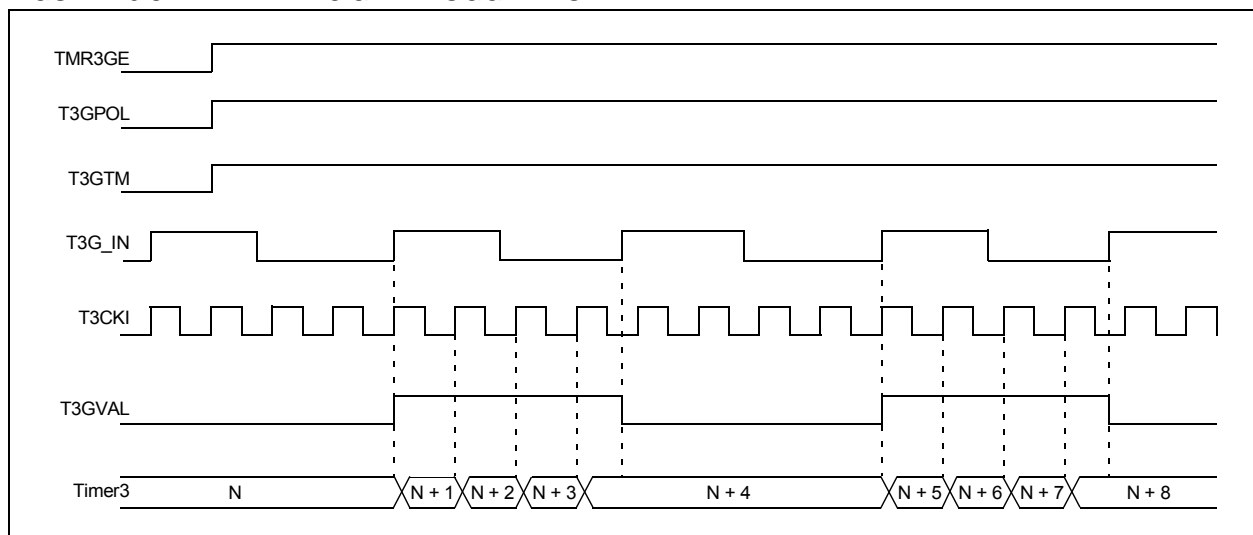 TMR3GE
T3GPOL
T3GTM
T3G_IN
T3CKI
T3GVAL
Timer3 N N + 1 N + 2 N + 3 N + 4 N + 5 N + 6 N + 7 N + 8